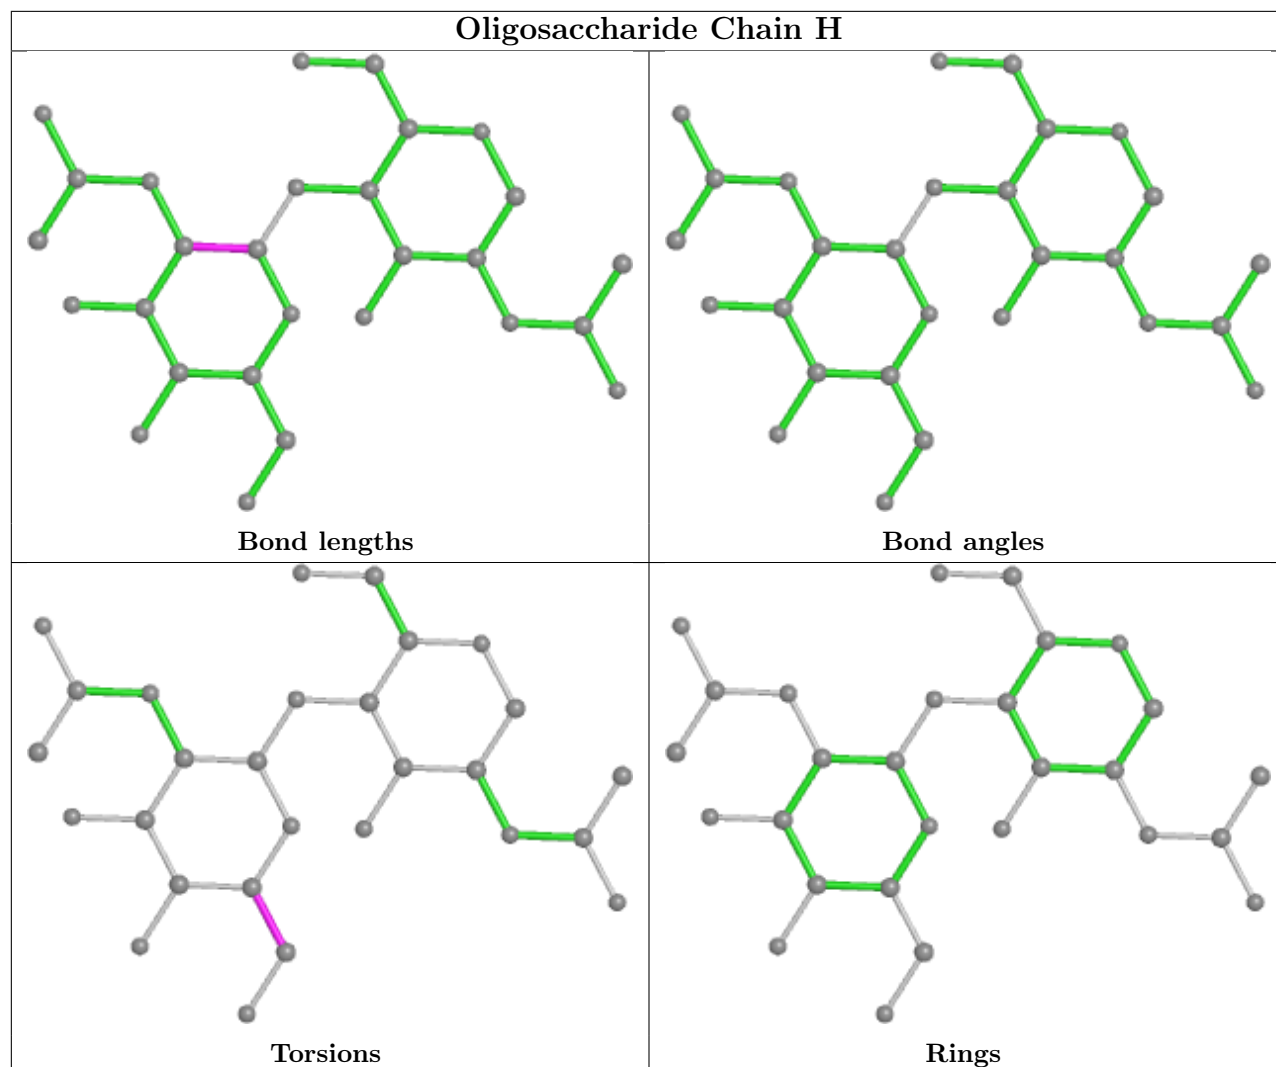 Oligosaccharide Chain H
Bond lengths
Bond angles
Torsions
Rings